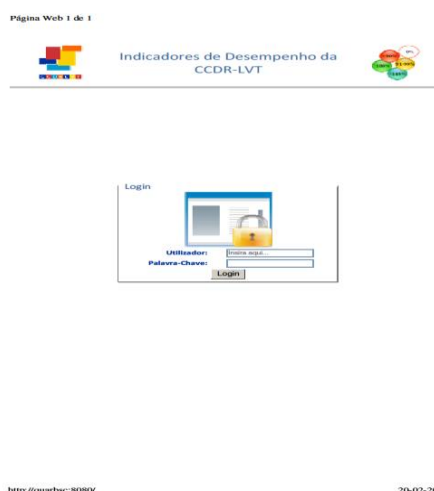 Página Web 1 de 1
Indicadores de Desempenho da
CCDR-LVT
Login
Utilizador:
Insira aqui...
Palavra-Chave:
Login